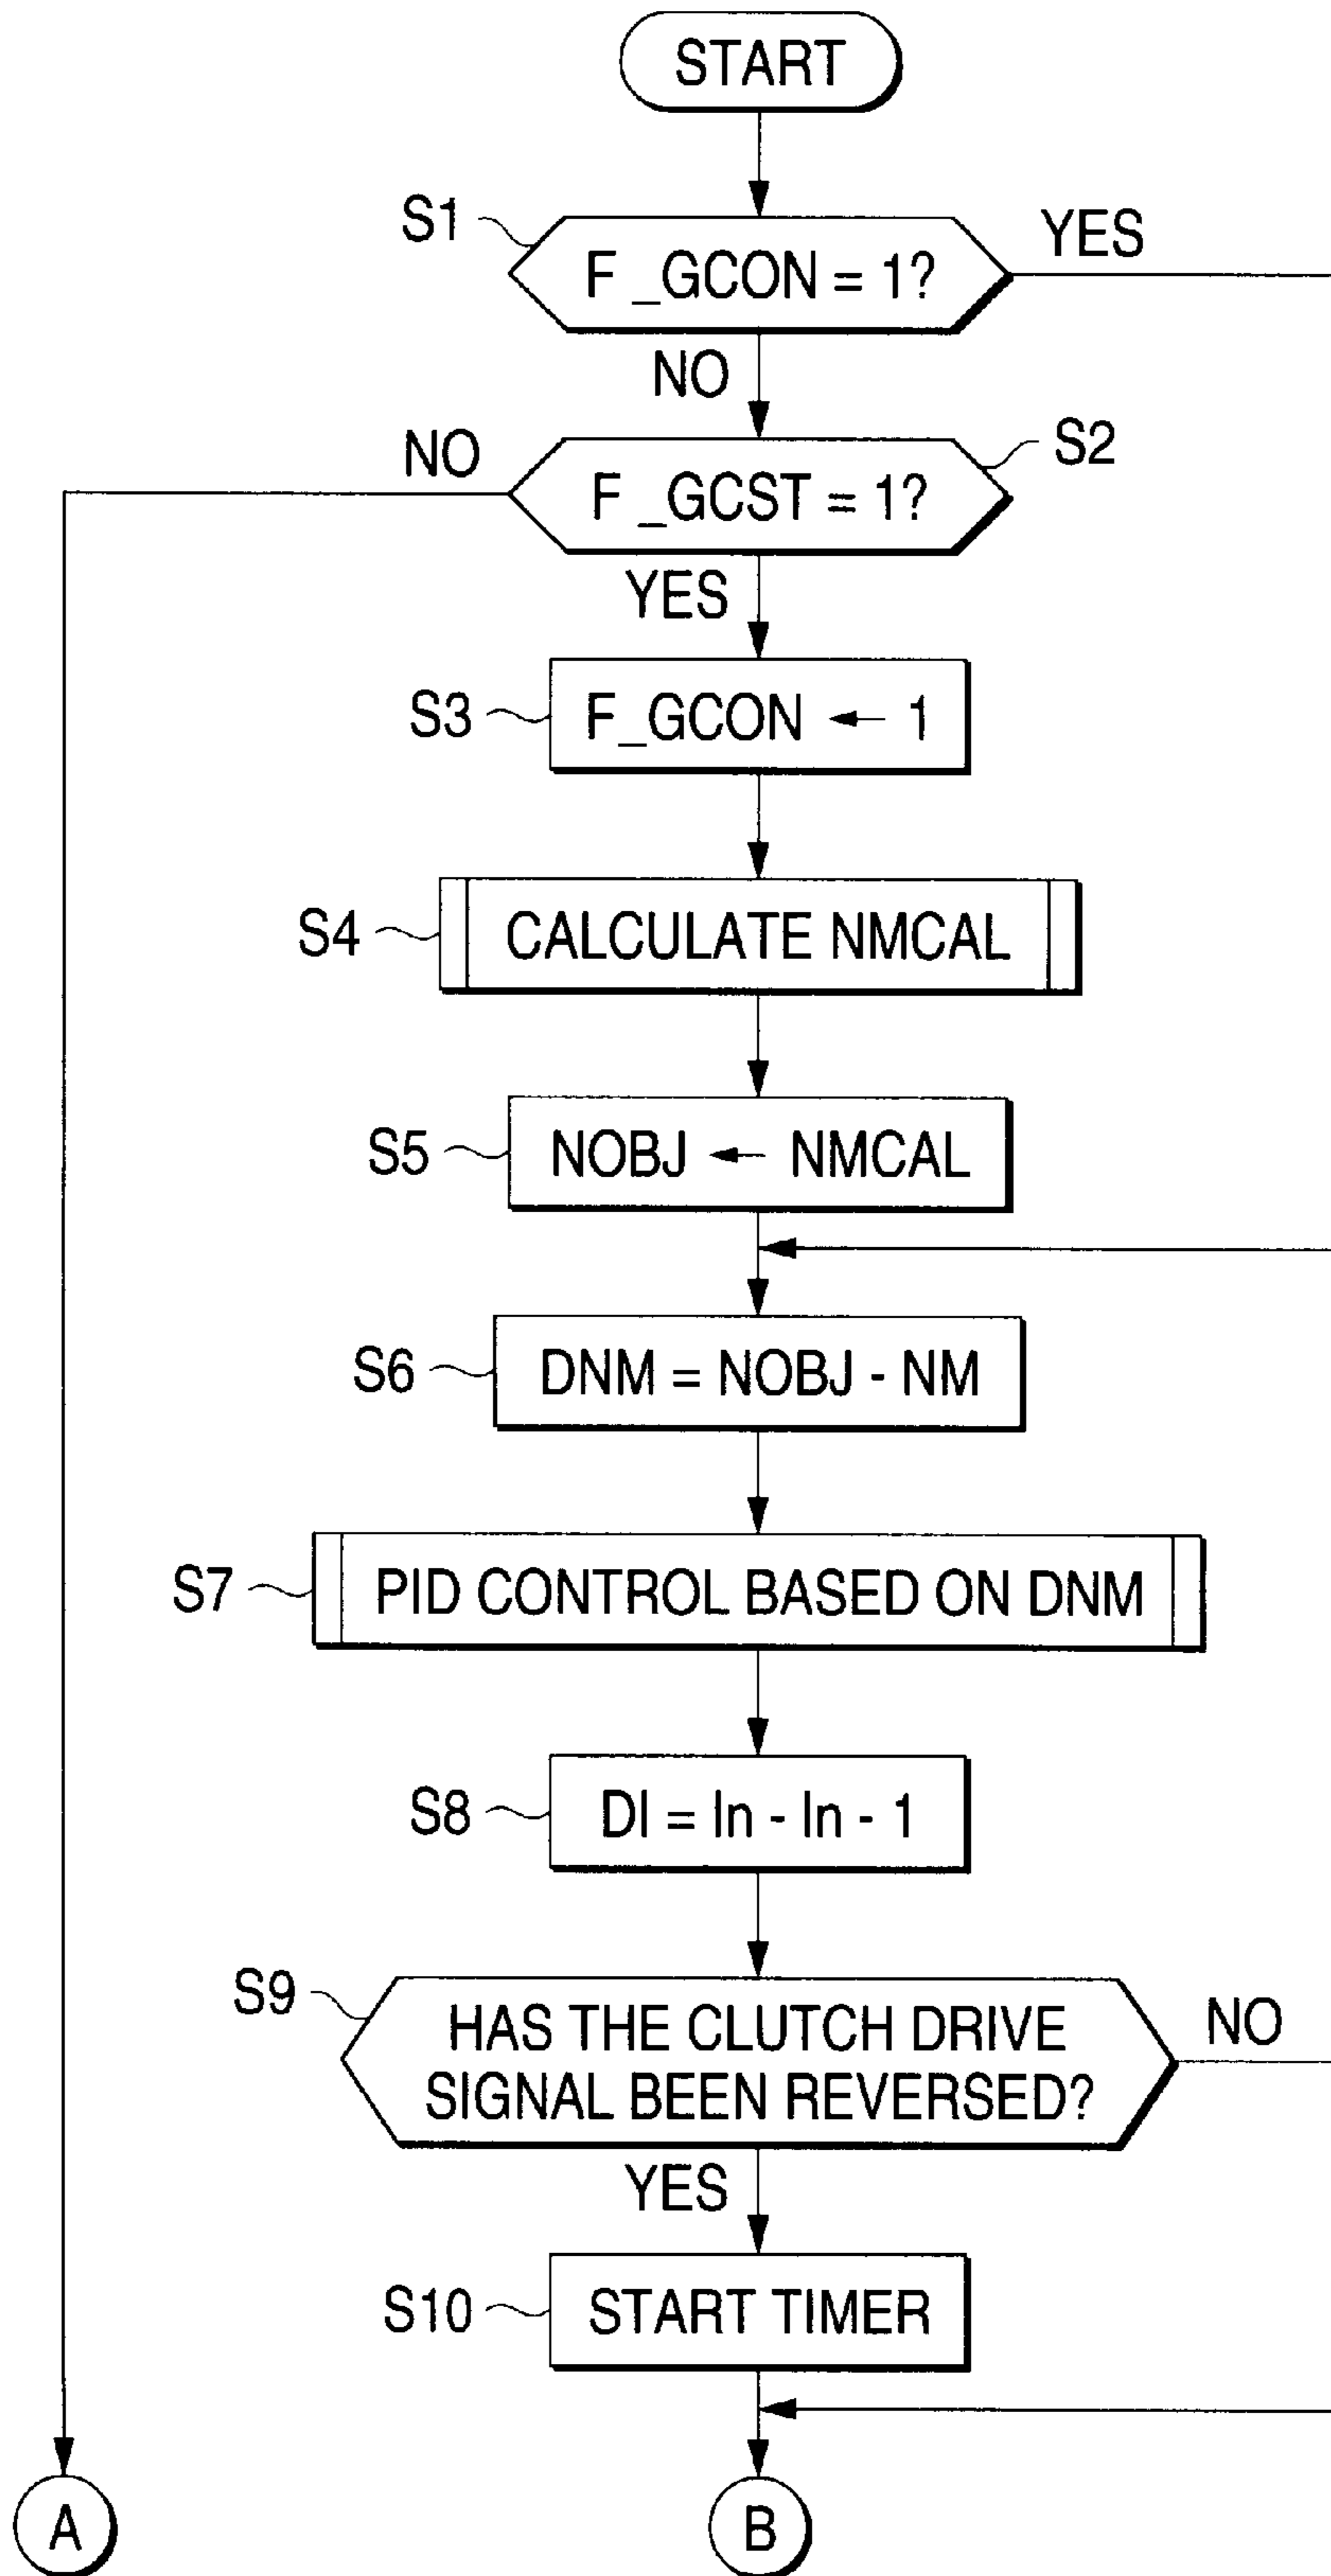 START
S1
F_GCON = 1?
YES
NO
S2
NO
F_GCST = 1?
YES
S3
F_GCON ← 1
S4
CALCULATE NMCAL
S5
NOBJ ← NMCAL
S6
DNM = NOBJ - NM
S7
PID CONTROL BASED ON DNM
S8
DI = In - In - 1
S9
HAS THE CLUTCH DRIVE
SIGNAL BEEN REVERSED?
NO
YES
S10
START TIMER
A
B